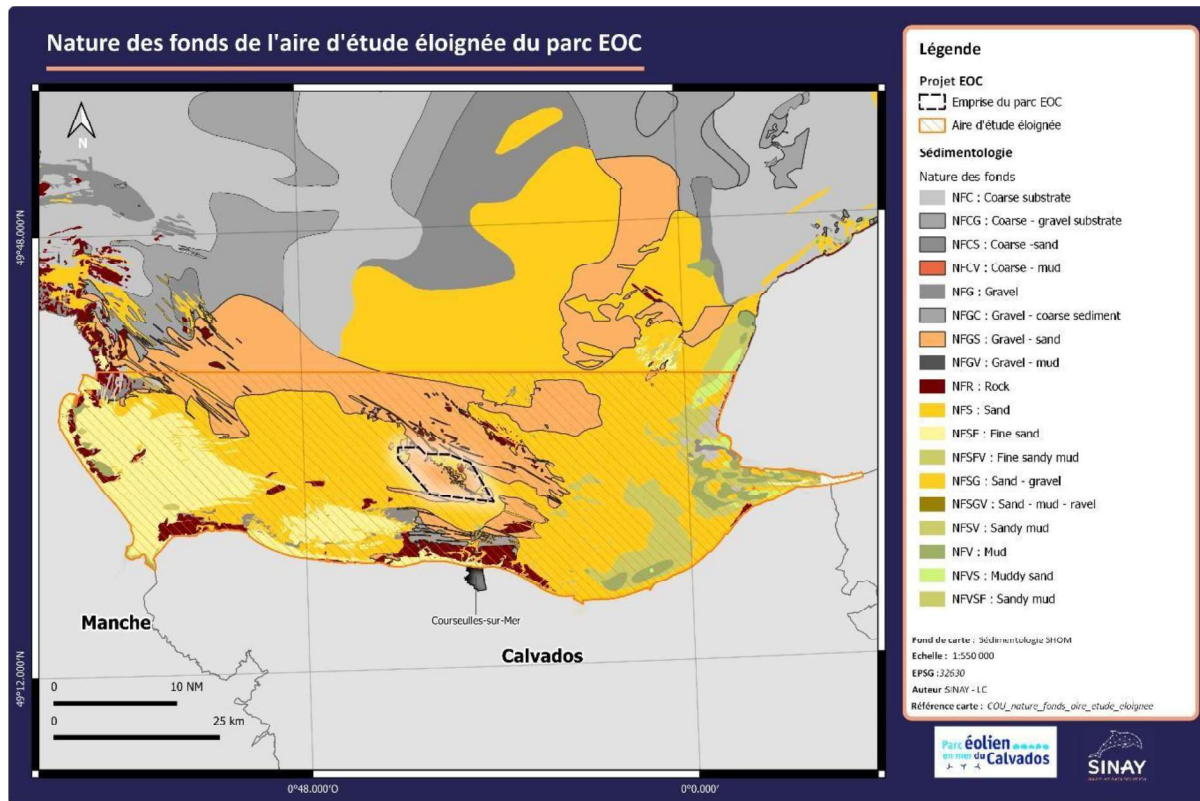 Nature des fonds de l'aire d'étude éloignée du parc EOC
N
49°48.000'N
49°12.000'N
Manche
Calvados
Courseulles-sur-Mer
0 10 NM
0 25 km
0°48.000'O
0°0.000'
Légende
Projet EOC
Emprise du parc EOC
Aire d'étude éloignée
Sédimentologie
Nature des fonds
NFC : Coarse substrate
NFCG : Coarse - gravel substrate
NFCS : Coarse -sand
NFCV : Coarse - mud
NFG : Gravel
NFGC : Gravel - coarse sediment
NFGS : Gravel - sand
NFGV : Gravel - mud
NFR : Rock
NFS : Sand
NFSF : Fine sand
NFSFV : Fine sandy mud
NFSG : Sand - gravel
NFSGV : Sand - mud - ravel
NFSV : Sandy mud
NFV : Mud
NFVS : Muddy sand
NFVSF : Sandy mud
Fond de carte : Sédimentologie SHOM
Echelle : 1:550 000
EPSG :32630
Auteur SINAY - LC
Référence carte : COU_nature_fonds_aire_etude_eloignee
Parc éolien
en mer du Calvados
SINAY